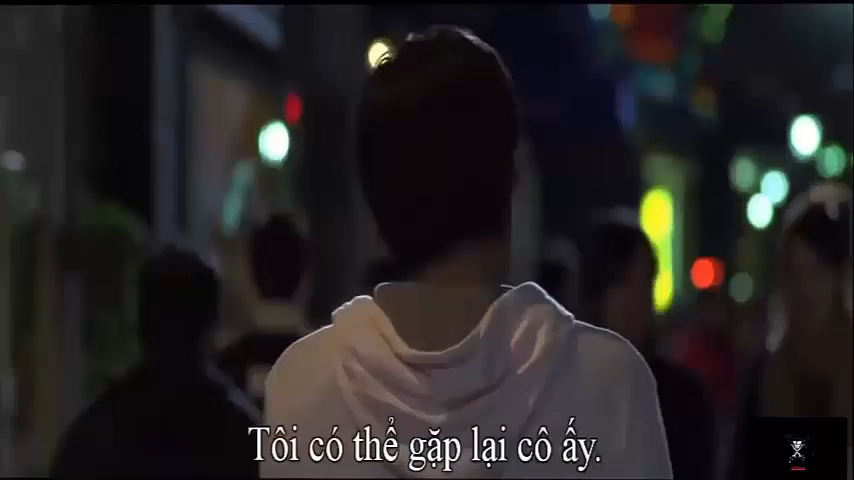 Tôi có thể gặp lại cô ấy.